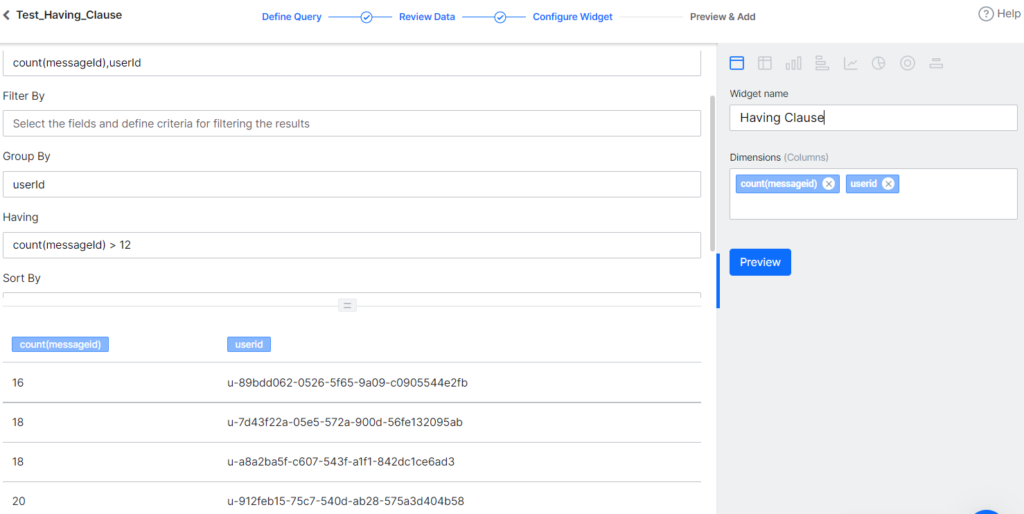 Test_Having_Clause
Define Query
Review Data
Configure Widget
Preview & Add
? Help
count(messageId),userId
Filter By
Select the fields and define criteria for filtering the results
Group By
userId
Having
count(messageId) > 12
Sort By
count(messageid) userid
16 u-89bdd062-0526-5f65-9a09-c0905544e2fb
18 u-7d43f22a-05e5-572a-900d-56fe132095ab
18 u-a8a2ba5f-c607-543f-a1f1-842dc1ce6ad3
20 u-912feb15-75c7-540d-ab28-575a3d404b58
Widget name
Having Clause
Dimensions (Columns)
count(messageid) userid
Preview